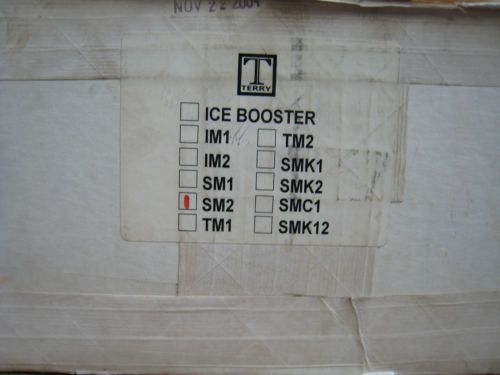 NOV 22 2004
T
TERRY
ICE BOOSTER
IM1 TM2
IM2 SMK1
SM1 SMK2
SM2 SMC1
TM1 SMK12